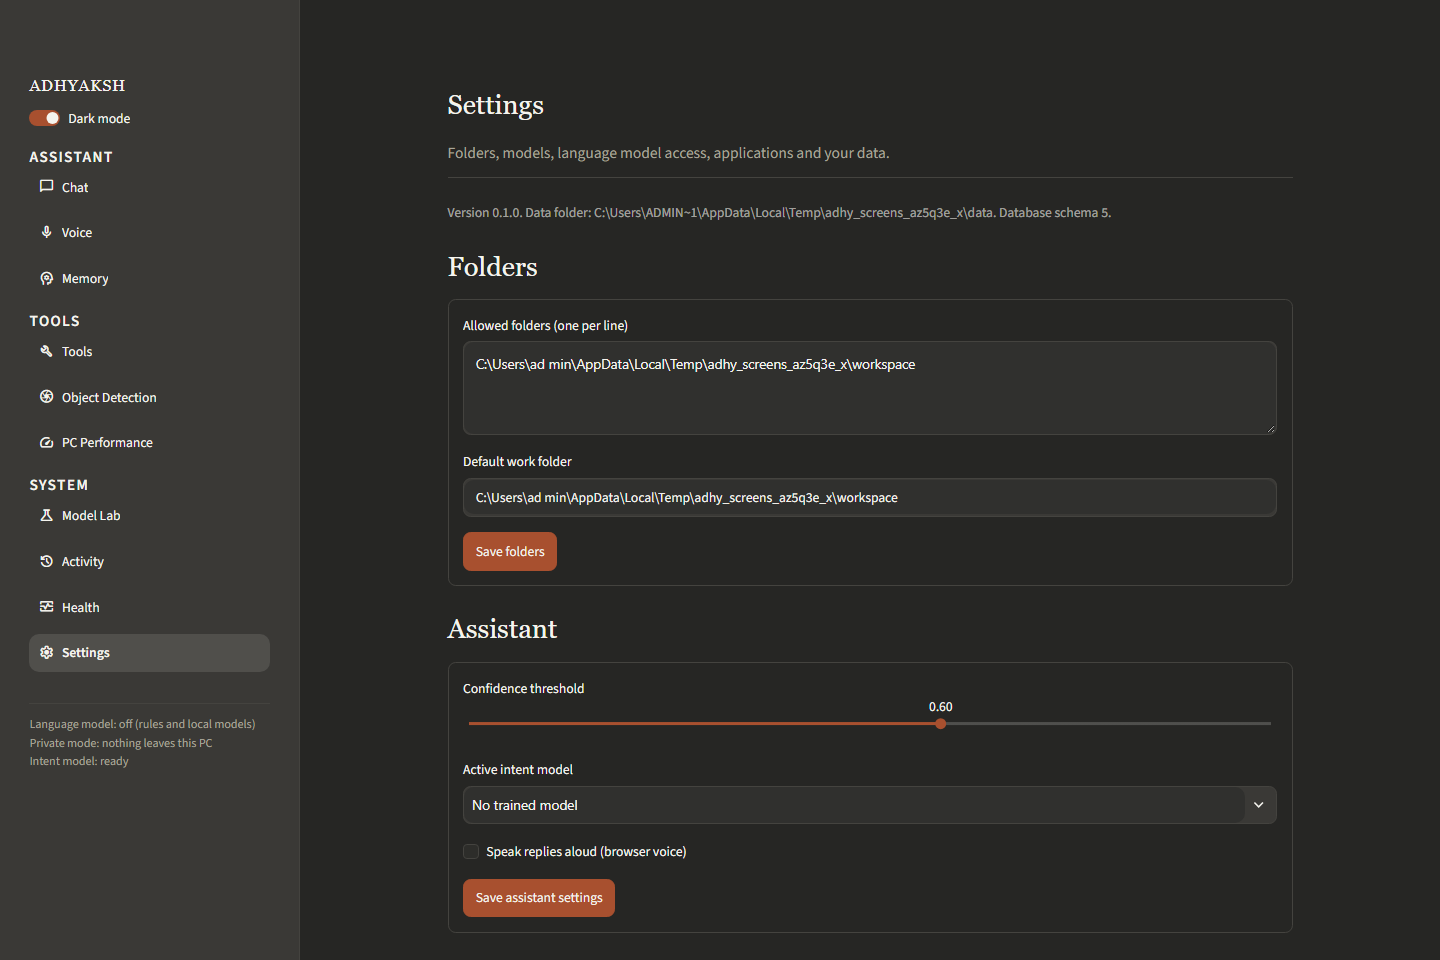 ADHYAKSH
Dark mode
ASSISTANT
Chat
Voice
Memory
TOOLS
Tools
Object Detection
PC Performance
SYSTEM
Model Lab
Activity
Health
Settings
Language model: off (rules and local models)
Private mode: nothing leaves this PC
Intent model: ready
Settings
Folders, models, language model access, applications and your data.
Version 0.1.0. Data folder: C:\Users\ADMIN~1\AppData\Local\Temp\adhy_screens_az5q3e_x\data. Database schema 5.
Folders
Allowed folders (one per line)
C:\Users\ad min\AppData\Local\Temp\adhy_screens_az5q3e_x\workspace
Default work folder
C:\Users\ad min\AppData\Local\Temp\adhy_screens_az5q3e_x\workspace
Save folders
Assistant
Confidence threshold
0.60
Active intent model
No trained model
Speak replies aloud (browser voice)
Save assistant settings